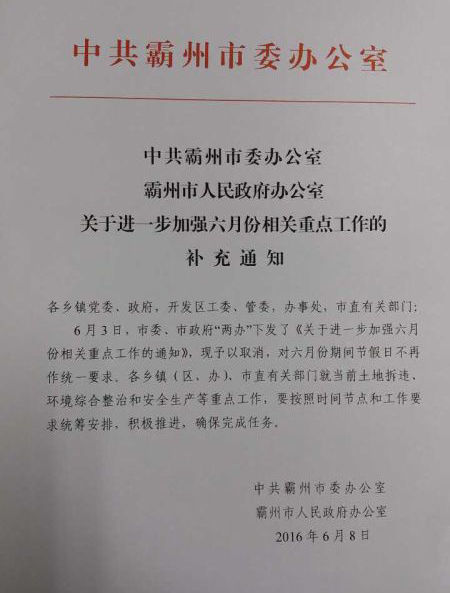 中共霸州市委办公室
中共霸州市委办公室
霸州市人民政府办公室
关于进一步加强六月份相关重点工作的
补充通知
各乡镇党委、政府，开发区工委、管委，办事处，市直有关部门：
6月3日，市委、市政府“两办”下发了《关于进一步加强六月
份相关重点工作的通知》，现予以取消，对六月份期间节假日不再
作统一要求。各乡镇（区、办）、市直有关部门就当前土地拆违、
环境综合整治和安全生产等重点工作，要按照时间节点和工作要
求统筹安排，积极推进，确保完成任务。
中共霸州市委办公室
霸州市人民政府办公室
2016年6月8日